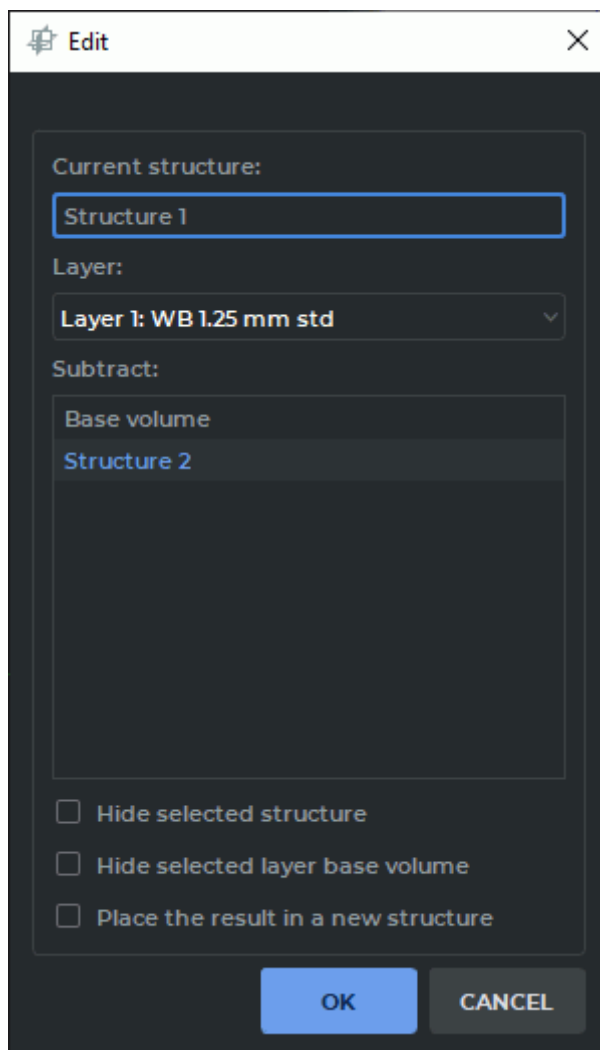 Edit
Current structure:
Structure 1
Layer:
Layer 1: WB 1.25 mm std
Subtract:
Base volume
Structure 2
Hide selected structure
Hide selected layer base volume
Place the result in a new structure
OK
CANCEL